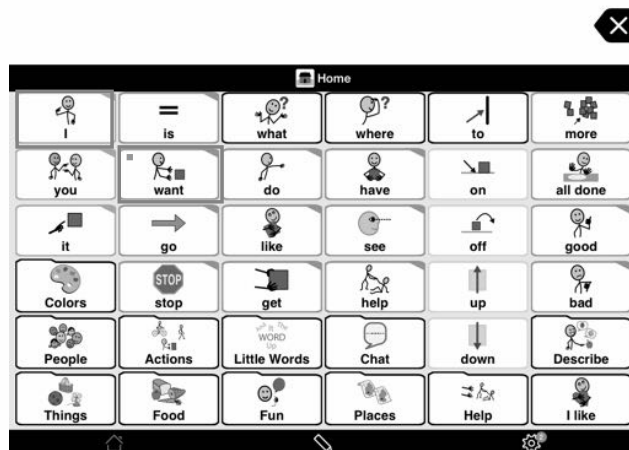 Home
I is what where to more
you want do have on all done
it go like see off good
Colors stop get help up bad
People Actions Little Words Chat down Describe
Things Food Fun Places Help I like